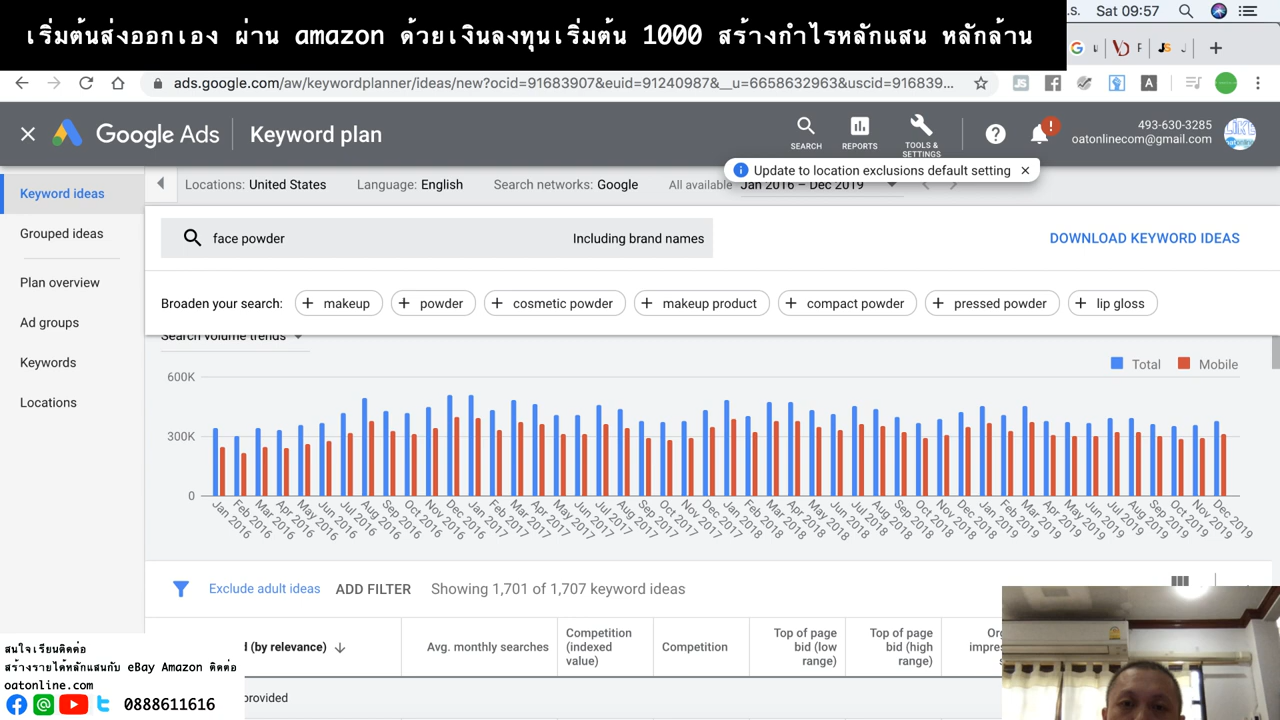 เริ่มต้นส่งออกเอง ผ่าน amazon ด้วยเงินลงทุนเริ่มต้น 1000 สร้างกำไรหลักแสน หลักล้าน
Sat 09:57
ads.google.com/aw/keywordplanner/ideas/new?ocid=91683907&euid=91240987&__u=6658632963&uscid=916839...
Google Ads
Keyword plan
SEARCH
REPORTS
TOOLS & SETTINGS
493-630-3285
oatonlinecom@gmail.com
Update to location exclusions default setting
Keyword ideas
Grouped ideas
Plan overview
Ad groups
Keywords
Locations
Locations: United States
Language: English
Search networks: Google
All available
Jan 2016 – Dec 2019
face powder
Including brand names
DOWNLOAD KEYWORD IDEAS
Broaden your search:
makeup
powder
cosmetic powder
makeup product
compact powder
pressed powder
lip gloss
Search volume trends
Total
Mobile
600K
300K
0
Jan 2016
Feb 2016
Mar 2016
Apr 2016
May 2016
Jun 2016
Jul 2016
Aug 2016
Sep 2016
Oct 2016
Nov 2016
Dec 2016
Jan 2017
Feb 2017
Mar 2017
Apr 2017
May 2017
Jun 2017
Jul 2017
Aug 2017
Sep 2017
Oct 2017
Nov 2017
Dec 2017
Jan 2018
Feb 2018
Mar 2018
Apr 2018
May 2018
Jun 2018
Jul 2018
Aug 2018
Sep 2018
Oct 2018
Nov 2018
Dec 2018
Jan 2019
Feb 2019
Mar 2019
Apr 2019
May 2019
Jun 2019
Jul 2019
Aug 2019
Sep 2019
Oct 2019
Nov 2019
Dec 2019
Exclude adult ideas
ADD FILTER
Showing 1,701 of 1,707 keyword ideas
(by relevance)
Avg. monthly searches
Competition (indexed value)
Competition
Top of page bid (low range)
Top of page bid (high range)
provided
สนใจเรียนติดต่อ
สร้างรายได้หลักแสนกับ eBay Amazon ติดต่อ
oatonline.com
0888611616